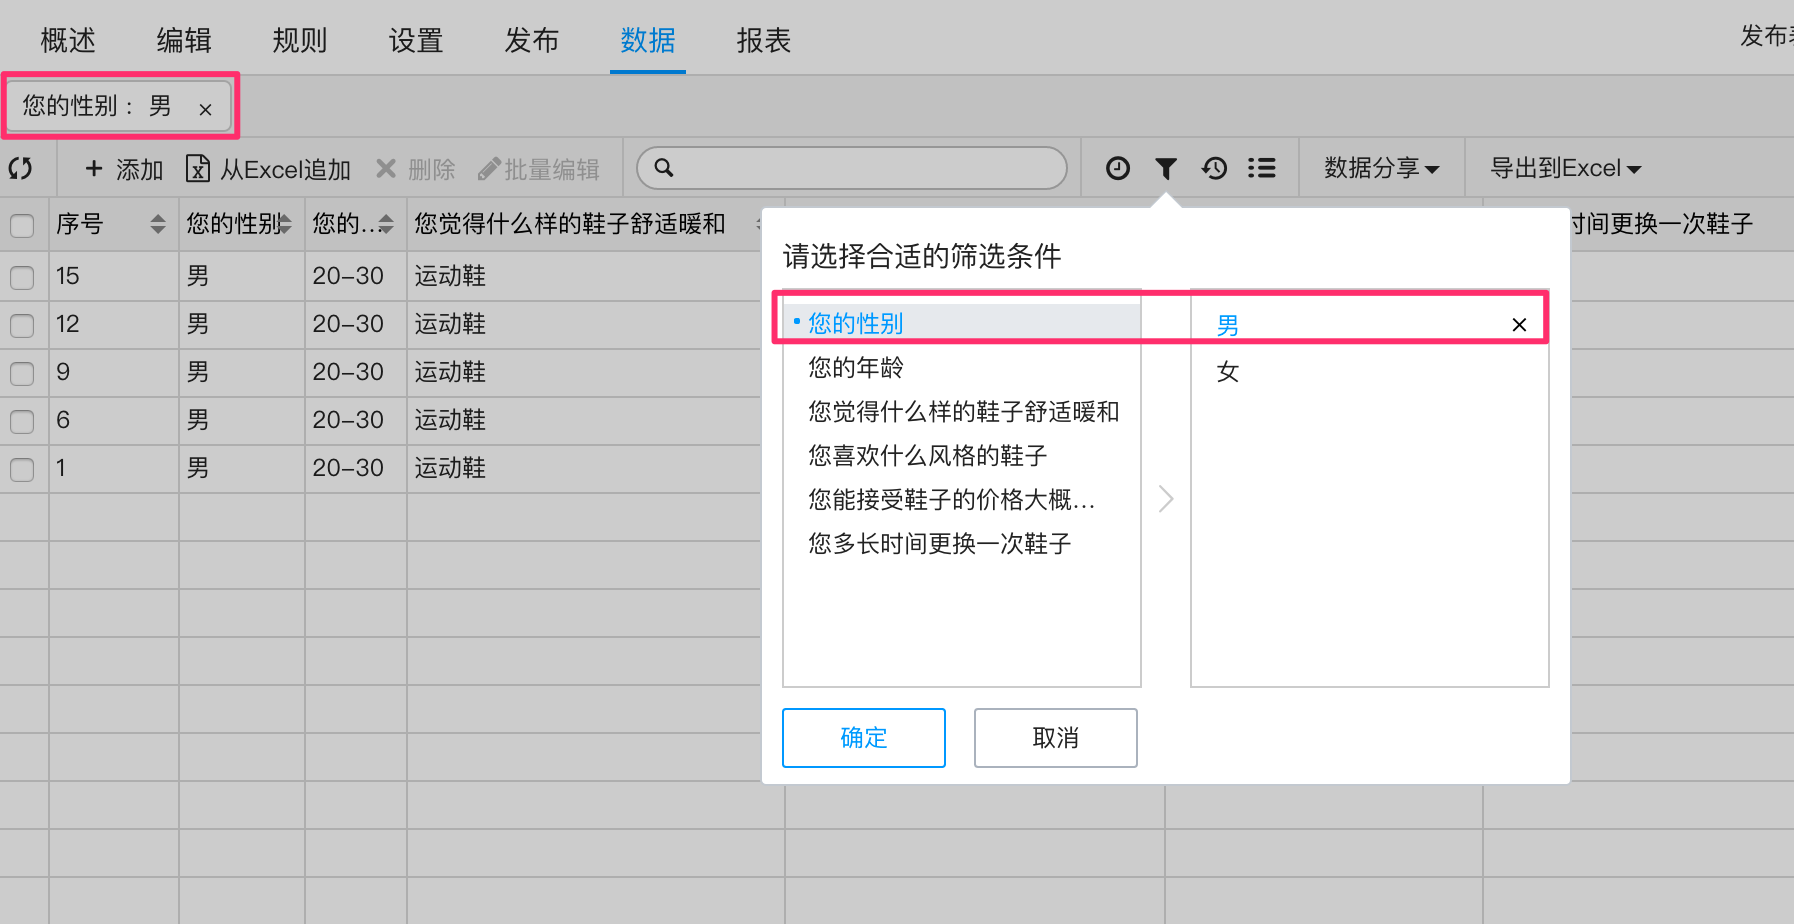 概述 编辑 规则 设置 发布 数据 报表 发布
您的性别： 男 ×
+ 添加 从Excel追加 × 删除 批量编辑 数据分享 导出到Excel
序号 您的性别 您的... 您觉得什么样的鞋子舒适暖和 时间更换一次鞋子
15 男 20-30 运动鞋
12 男 20-30 运动鞋
9 男 20-30 运动鞋
6 男 20-30 运动鞋
1 男 20-30 运动鞋
请选择合适的筛选条件
您的性别
您的年龄
您觉得什么样的鞋子舒适暖和
您喜欢什么风格的鞋子
您能接受鞋子的价格大概...
您多长时间更换一次鞋子
男 ×
女
确定 取消